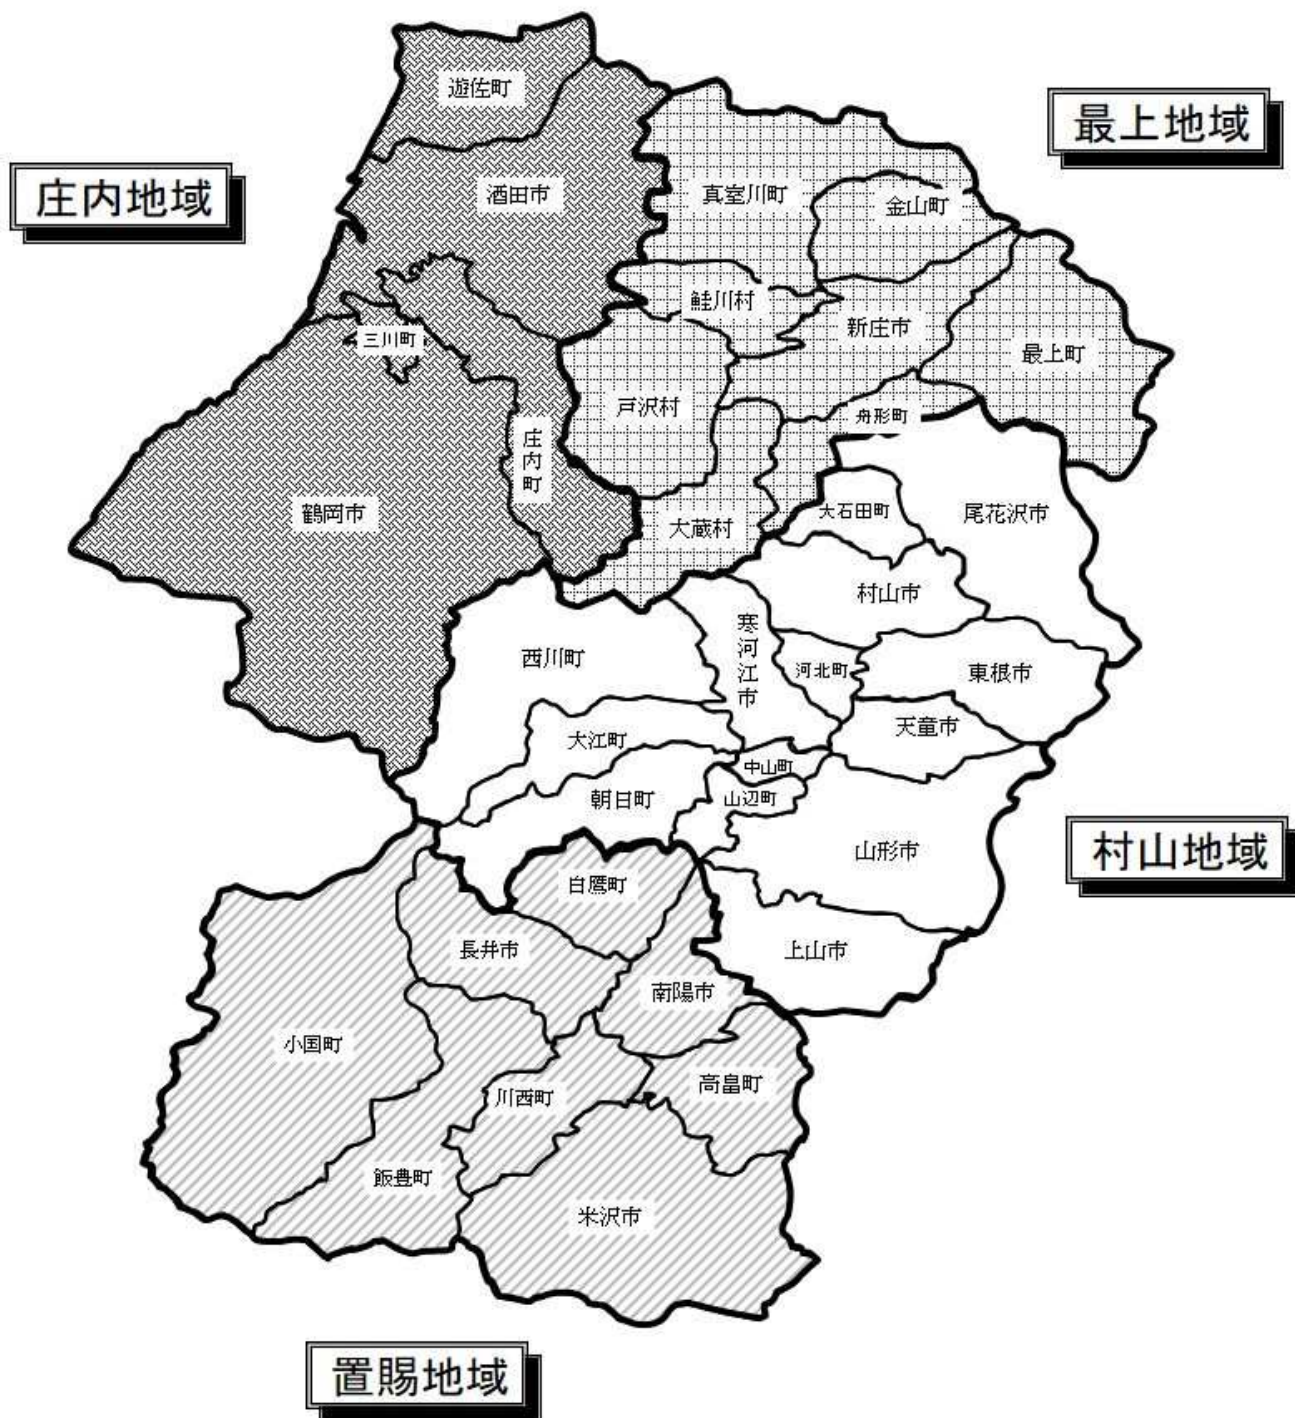 遊佐町
最上地域
庄内地域
酒田市
真室川町
金山町
鮭川村
新庄市
三川町
最上町
戸沢村
舟形町
庄内町
鶴岡市
大蔵村
大石田町
尾花沢市
村山市
寒河江市
西川町
河北町
東根市
天童市
大江町
中山町
朝日町
山辺町
山形市
村山地域
白鷹町
長井市
上山市
南陽市
小国町
高畠町
川西町
飯豊町
米沢市
置賜地域